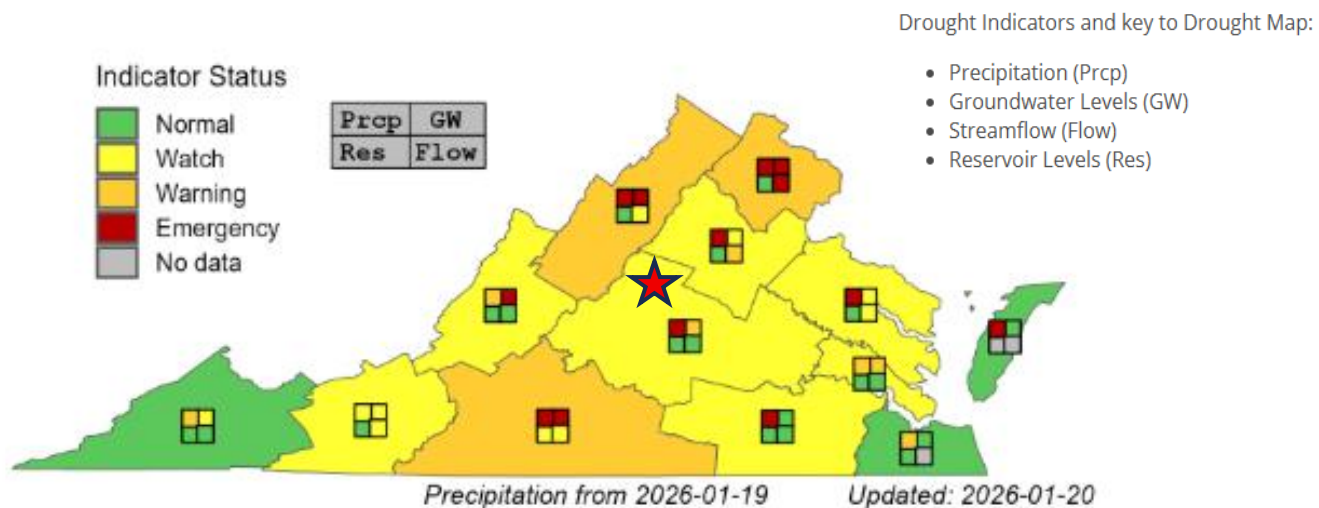 Drought Indicators and key to Drought Map:
• Precipitation (Prcp)
• Groundwater Levels (GW)
• Streamflow (Flow)
• Reservoir Levels (Res)
Indicator Status
Normal
Watch
Warning
Emergency
No data
Prcp GW
Res Flow
Precipitation from 2026-01-19 Updated: 2026-01-20